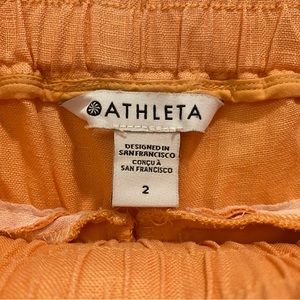 ATHLETA
DESIGNED IN
SAN FRANCISCO
CONÇU À
SAN FRANCISCO
2